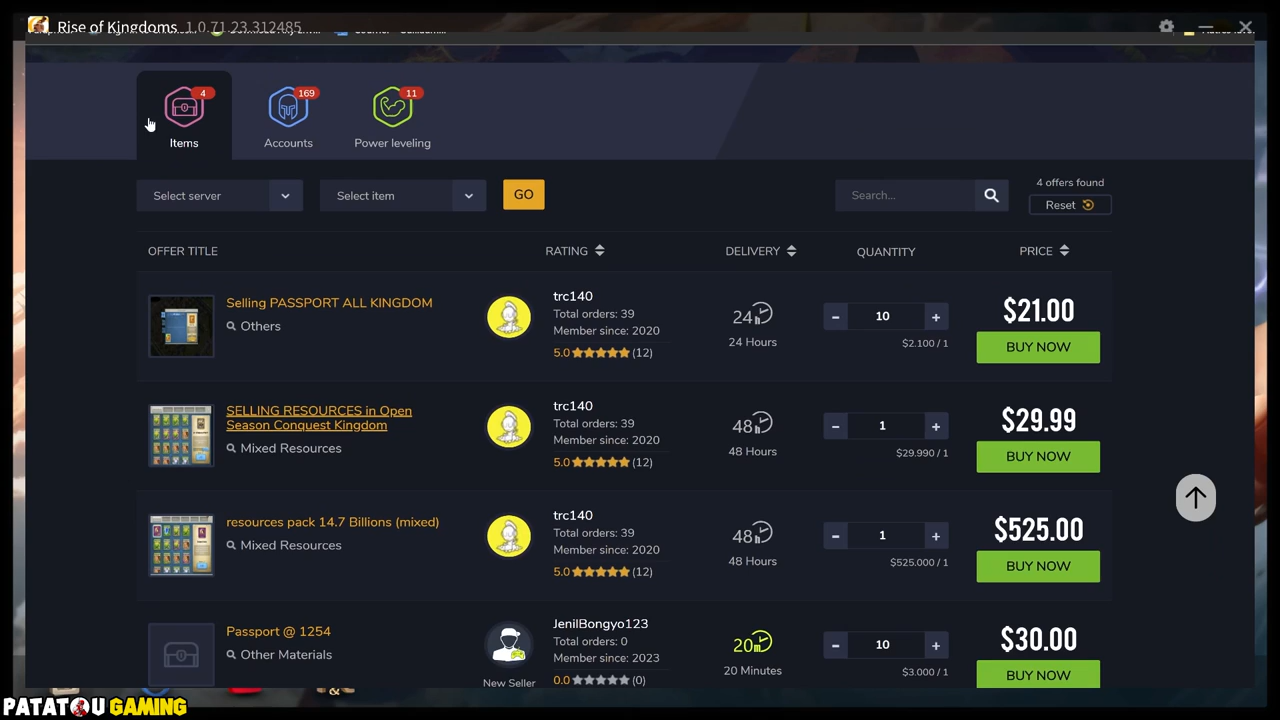 Rise of Kingdoms 1.0.71.23.312485
4
169
11
Items
Accounts
Power leveling
Select server
Select item
GO
Search...
4 offers found
Reset
OFFER TITLE
RATING
DELIVERY
QUANTITY
PRICE
Selling PASSPORT ALL KINGDOM
Others
trc140
Total orders: 39
Member since: 2020
5.0 (12)
24h
24 Hours
- 10 +
$2.100 / 1
$21.00
BUY NOW
SELLING RESOURCES in Open
Season Conquest Kingdom
Mixed Resources
trc140
Total orders: 39
Member since: 2020
5.0 (12)
48h
48 Hours
- 1 +
$29.990 / 1
$29.99
BUY NOW
resources pack 14.7 Billions (mixed)
Mixed Resources
trc140
Total orders: 39
Member since: 2020
5.0 (12)
48h
48 Hours
- 1 +
$525.000 / 1
$525.00
BUY NOW
Passport @ 1254
Other Materials
New Seller
JenilBongyo123
Total orders: 0
Member since: 2023
0.0 (0)
20
20 Minutes
- 10 +
$3.000 / 1
$30.00
BUY NOW
PATATOU GAMING